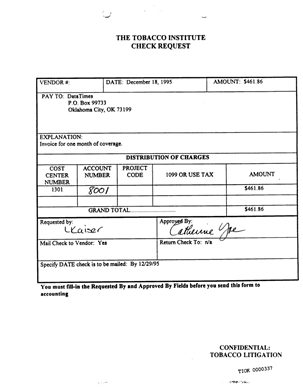 THE TOBACCO INSTITUTE
CHECK REQUEST
VENDOR #: DATE: December 18, 1995 AMOUNT: $461.86
PAY TO: DataTimes
P.O. Box 99733
Oklahoma City, OK 73199
EXPLANATION:
Invoice for one month of coverage.
DISTRIBUTION OF CHARGES
COST CENTER NUMBER ACCOUNT NUMBER PROJECT CODE 1099 OR USE TAX AMOUNT
1301 8001 $461.86
GRAND TOTAL $461.86
Requested by: Approved By:
LKaiser Catherine
Mail Check to Vendor: Yes Return Check To: n/a
Specify DATE check is to be mailed: By 12/29/95
You must fill-in the Requested By and Approved By Fields before you send this form to
accounting
CONFIDENTIAL:
TOBACCO LITIGATION
TIOK 0000337